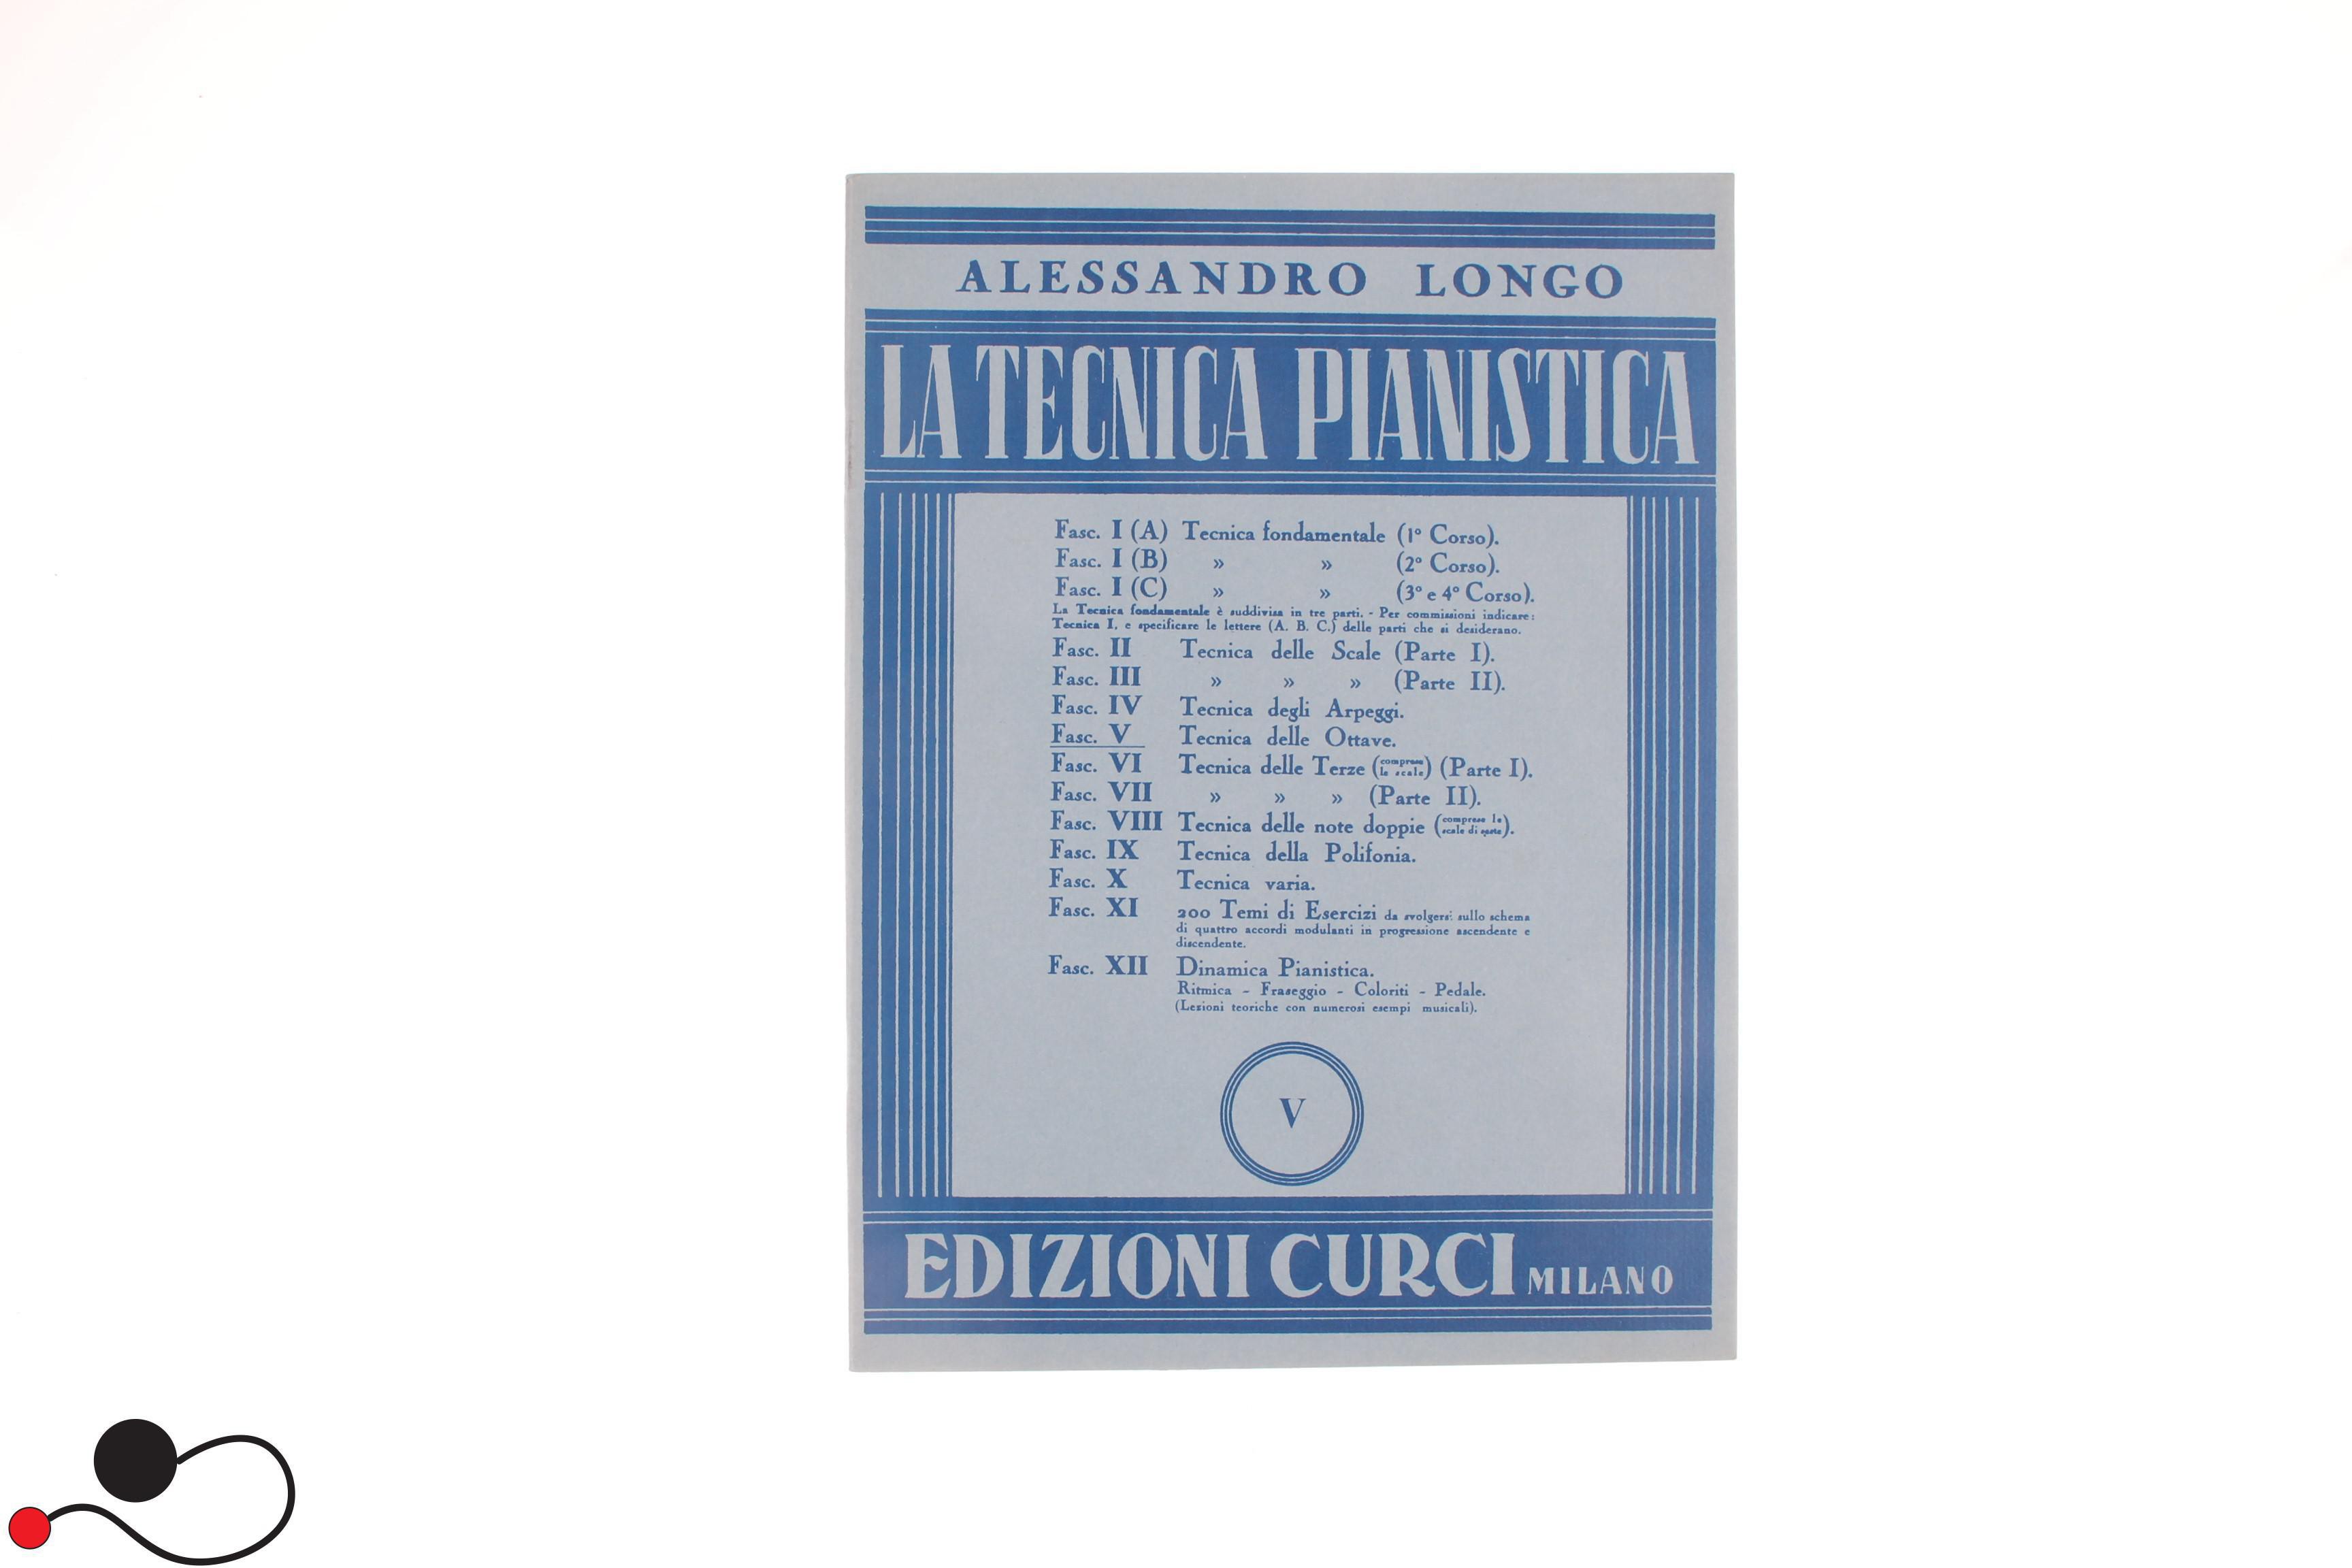 ALESSANDRO LONGO
LA TECNICA PIANISTICA
Fasc. I (A) Tecnica fondamentale (1º Corso).
Fasc. I (B) » » (2º Corso).
Fasc. I (C) » » (3º e 4º Corso).
La Tecnica fondamentale è suddivisa in tre parti. - Per commissioni indicare:
Tecnica I, e specificare le lettere (A. B. C.) delle parti che si desiderano.
Fasc. II Tecnica delle Scale (Parte I).
Fasc. III » » » (Parte II).
Fasc. IV Tecnica degli Arpeggi.
Fasc. V Tecnica delle Ottave.
Fasc. VI Tecnica delle Terze (comprese le scale) (Parte I).
Fasc. VII » » » (Parte II).
Fasc. VIII Tecnica delle note doppie (comprese le scale di seste).
Fasc. IX Tecnica della Polifonia.
Fasc. X Tecnica varia.
Fasc. XI 200 Temi di Esercizi da svolgersi sullo schema
di quattro accordi modulanti in progressione ascendente e
discendente.
Fasc. XII Dinamica Pianistica.
Ritmica - Fraseggio - Coloriti - Pedale.
(Lezioni teoriche con numerosi esempi musicali).
V
EDIZIONI CURCI MILANO